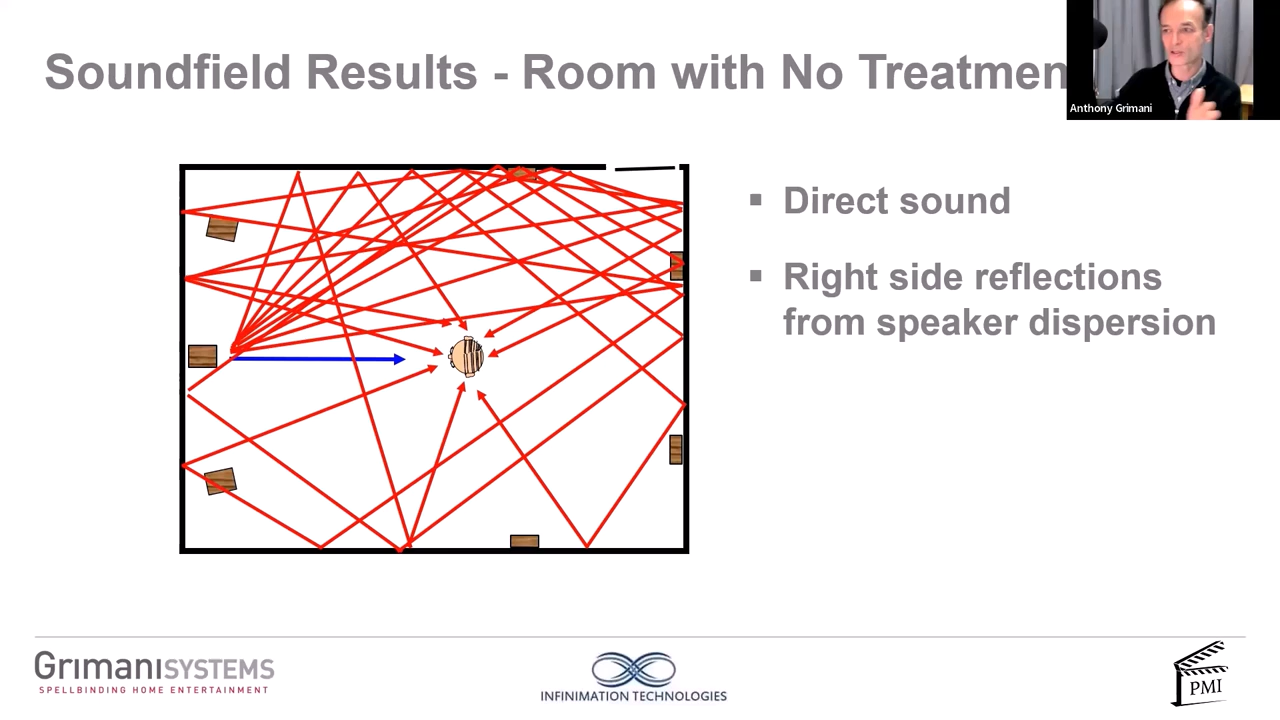 Soundfield Results - Room with No Treatmen
Anthony Grimani
Direct sound
Right side reflections
from speaker dispersion
GRIMANISYSTEMS
SPELLBINDING HOME ENTERTAINMENT
INFINIMATION TECHNOLOGIES
PMI